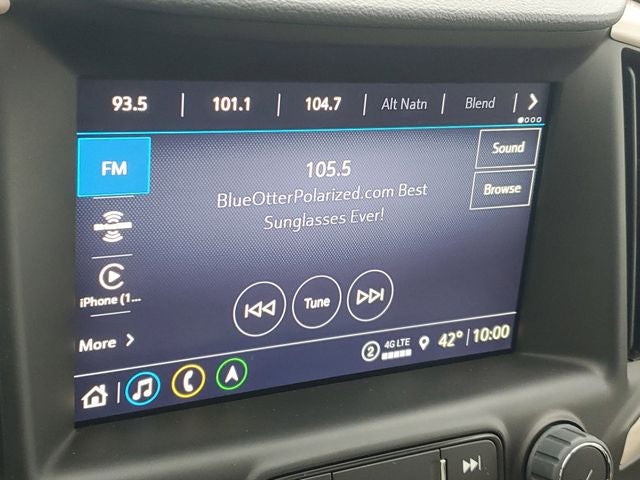 93.5 101.1 104.7 Alt Natn Blend
FM
105.5
Sound
BlueOtterPolarized.com Best
Browse
Sunglasses Ever!
iPhone (1...
Tune
More
2 4G LTE 42° 10:00